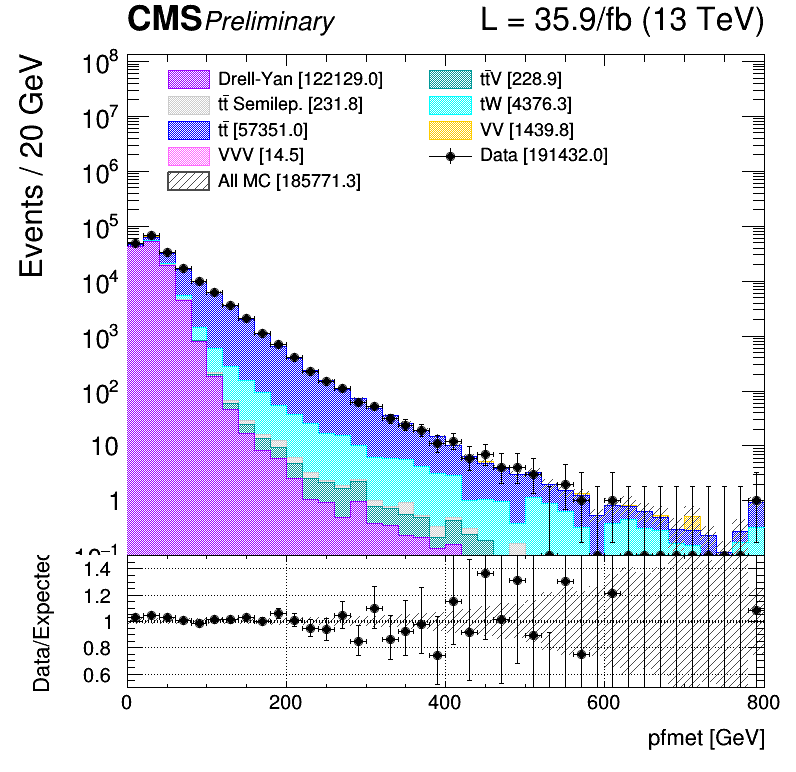 CMS Preliminary L = 35.9/fb (13 TeV)
Events / 20 GeV
10⁸
10⁷
10⁶
10⁵
10⁴
10³
10²
10
1
10⁻¹
Drell-Yan [122129.0]
tt̄ Semilep. [231.8]
tt̄ [57351.0]
VVV [14.5]
All MC [185771.3]
tt̄V [228.9]
tW [4376.3]
VV [1439.8]
Data [191432.0]
Data/Expected
1.4
1.2
1
0.8
0.6
0 200 400 600 800
pfmet [GeV]